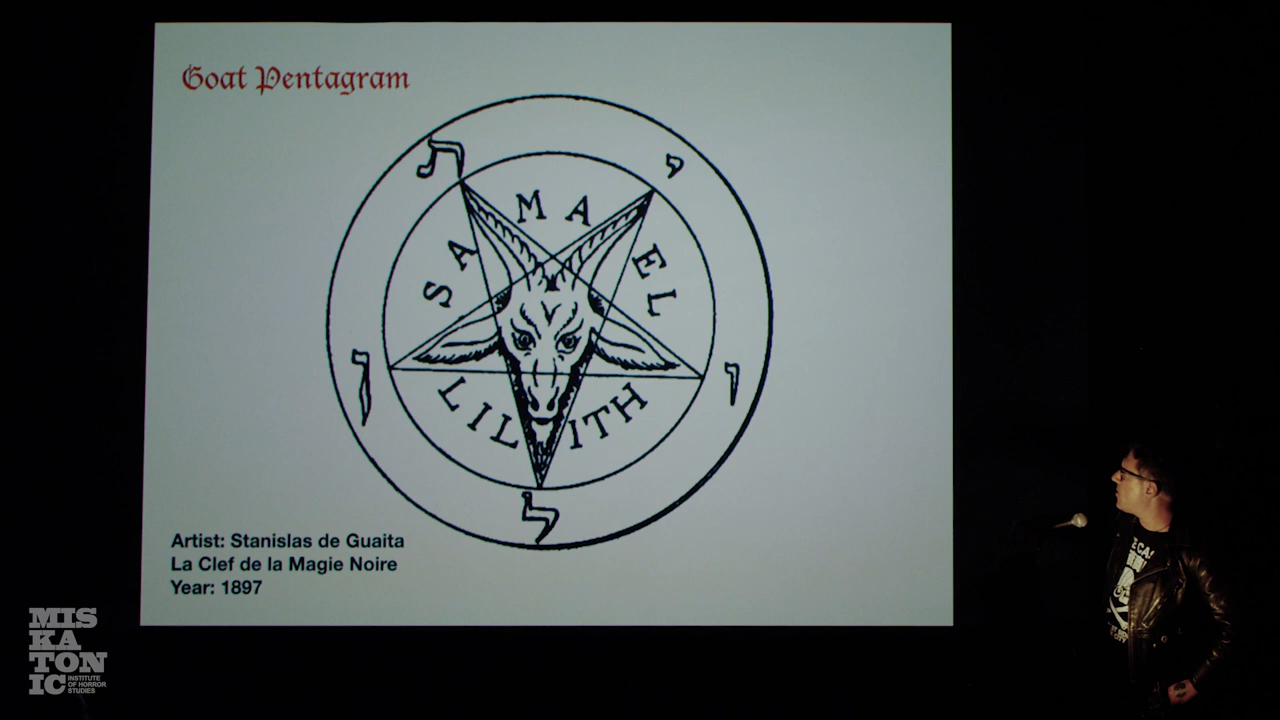 Goat Pentagram
ת
י
SAMAEL
ן
ו
LILITH
ל
Artist: Stanislas de Guaita
La Clef de la Magie Noire
Year: 1897
MIS
KA
TON
IC INSTITUTE
OF HORROR
STUDIES